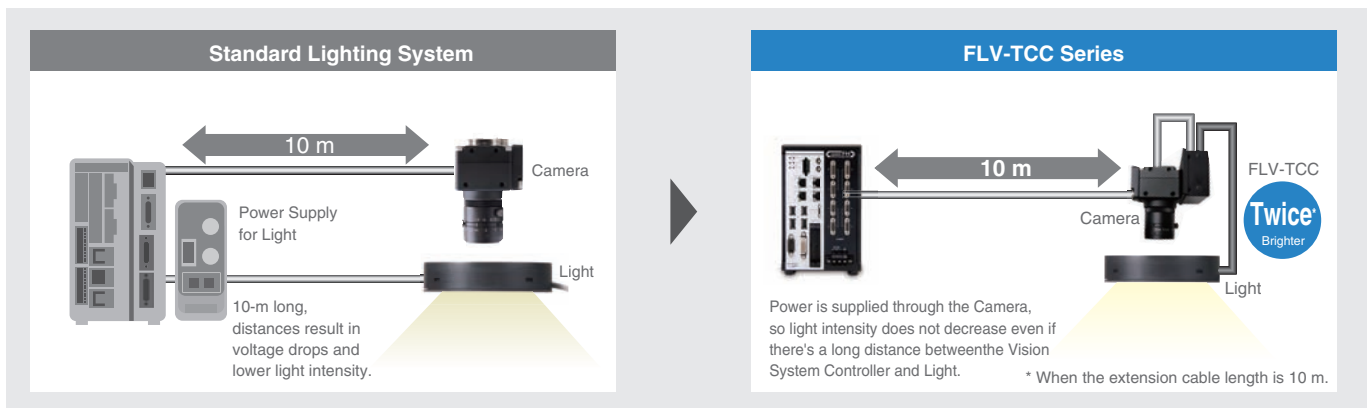 Standard Lighting System
10 m
Camera
Power Supply
for Light
Light
10-m long,
distances result in
voltage drops and
lower light intensity.
FLV-TCC Series
10 m
FLV-TCC
Camera
Twice*
Brighter
Light
Power is supplied through the Camera,
so light intensity does not decrease even if
there's a long distance betweenthe Vision
System Controller and Light.
* When the extension cable length is 10 m.